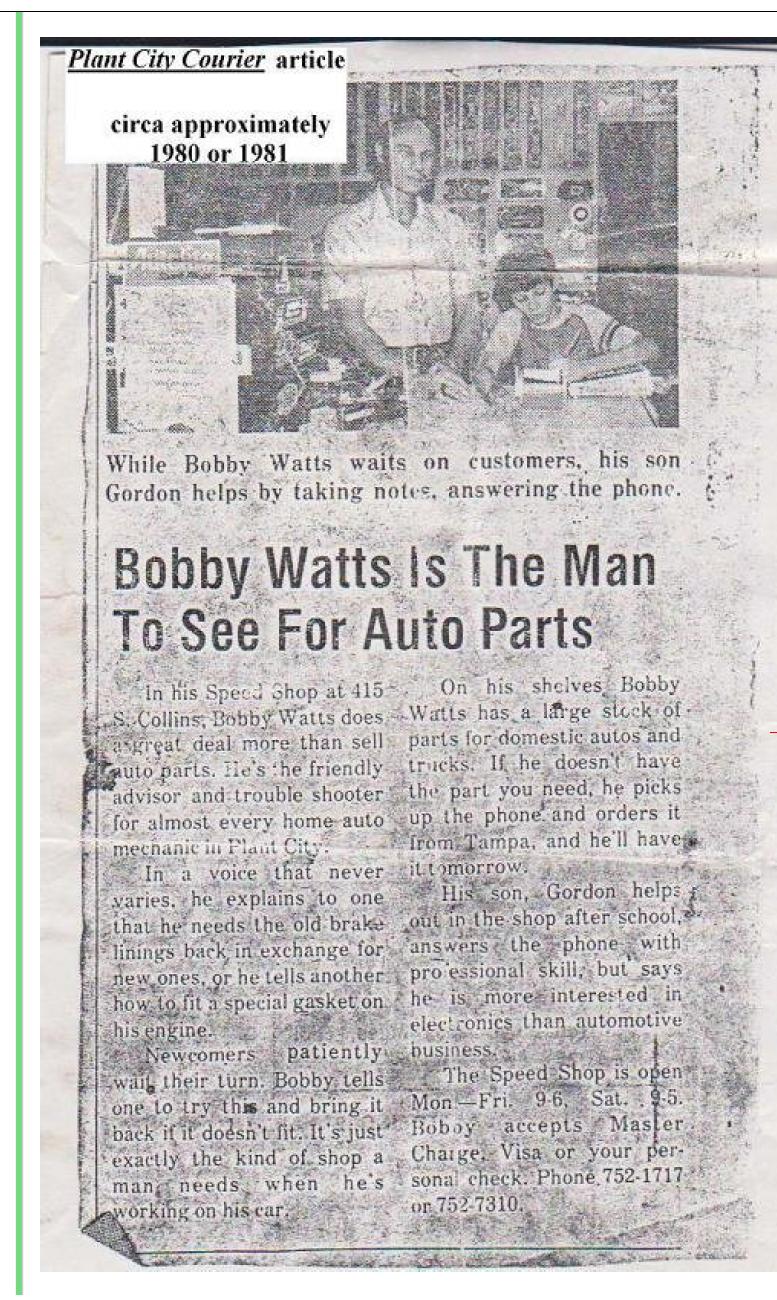 Plant City Courier article
circa approximately
1980 or 1981
While Bobby Watts waits on customers, his son
Gordon helps by taking notes, answering the phone.
Bobby Watts Is The Man
To See For Auto Parts
In his Speed Shop at 415
S. Collins, Bobby Watts does
a great deal more than sell
auto parts. He's the friendly
advisor and trouble shooter
for almost every home auto
mechanic in Plant City.
In a voice that never
varies, he explains to one
that he needs the old brake
linings back in exchange for
new ones, or he tells another
how to fit a special gasket on
his engine.
Newcomers patiently
wait their turn. Bobby tells
one to try this and bring it
back if it doesn't fit. It's just
exactly the kind of shop a
man needs when he's
working on his car.
On his shelves Bobby
Watts has a large stock of
parts for domestic autos and
trucks. If he doesn't have
the part you need, he picks
up the phone and orders it
from Tampa, and he'll have
it tomorrow.
His son, Gordon helps
out in the shop after school,
answers the phone with
professional skill, but says
he is more interested in
electronics than automotive
business.
The Speed Shop is open
Mon—Fri. 9-6, Sat. 9-5.
Bobby accepts Master
Charge, Visa or your per-
sonal check. Phone 752-1717
or 752-7310.